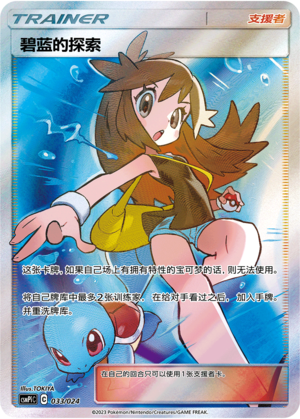 TRAINER 支援者
碧蓝的探索
这张卡牌,如果自己场上有拥有特性的宝可梦的话,则无法使用。
将自己牌库中最多2张训练家,在给对手看过之后,加入手牌。
并重洗牌库。
Illus. TOKIYA
CSMPiC C 033/024
在自己的回合只可以使用1张支援者卡。
©2023 Pokémon/Nintendo/Creatures/GAME FREAK.